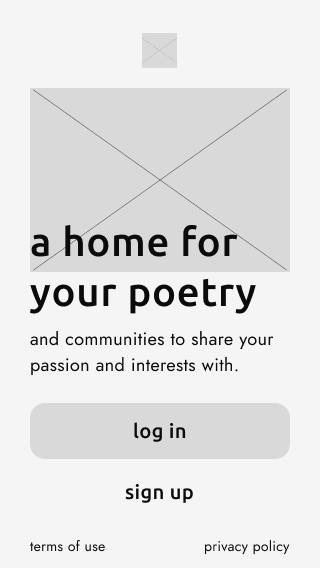 a home for
your poetry
and communities to share your
passion and interests with.
log in
sign up
terms of use
privacy policy